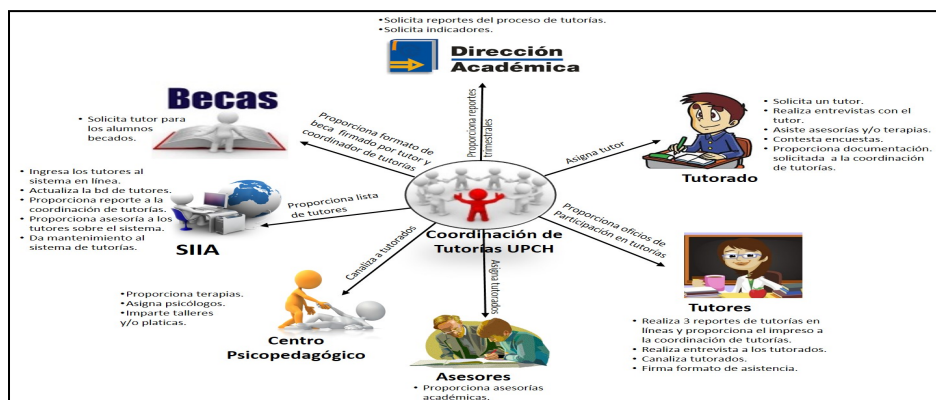 •Solicita reportes del proceso de tutorías.
•Solicita indicadores.
Dirección
Académica
Becas
• Solicita tutor para
los alumnos
becados.
Proporciona formato de
beca firmado por tutor y
coordinador de tutorías
Proporciona reportes
trimestrales
Asigna tutor
• Solicita un tutor.
• Realiza entrevistas con el
tutor.
• Asiste asesorías y/o terapias.
• Contesta encuestas.
• Proporciona documentación.
solicitada a la coordinación
de tutorías.
Tutorado
• Ingresa los tutores al
sistema en línea.
• Actualiza la bd de tutores.
• Proporciona reporte a la
coordinación de tutorías.
• Proporciona asesoría a los
tutores sobre el sistema.
• Da mantenimiento al
sistema de tutorías.
SIIA
Proporciona lista
de tutores
Coordinación de
Tutorías UPCH
Proporciona oficios de
Participación en tutorías
Canaliza a tutorados
Asigna tutorados
•Proporciona terapias.
•Asigna psicólogos.
•Imparte talleres
y/o platicas.
Centro
Psicopedagógico
Asesores
• Proporciona asesorías
académicas.
Tutores
• Realiza 3 reportes de tutorías en
líneas y proporciona el impreso a
la coordinación de tutorías.
• Realiza entrevista a los tutorados.
• Canaliza tutorados.
• Firma formato de asistencia.